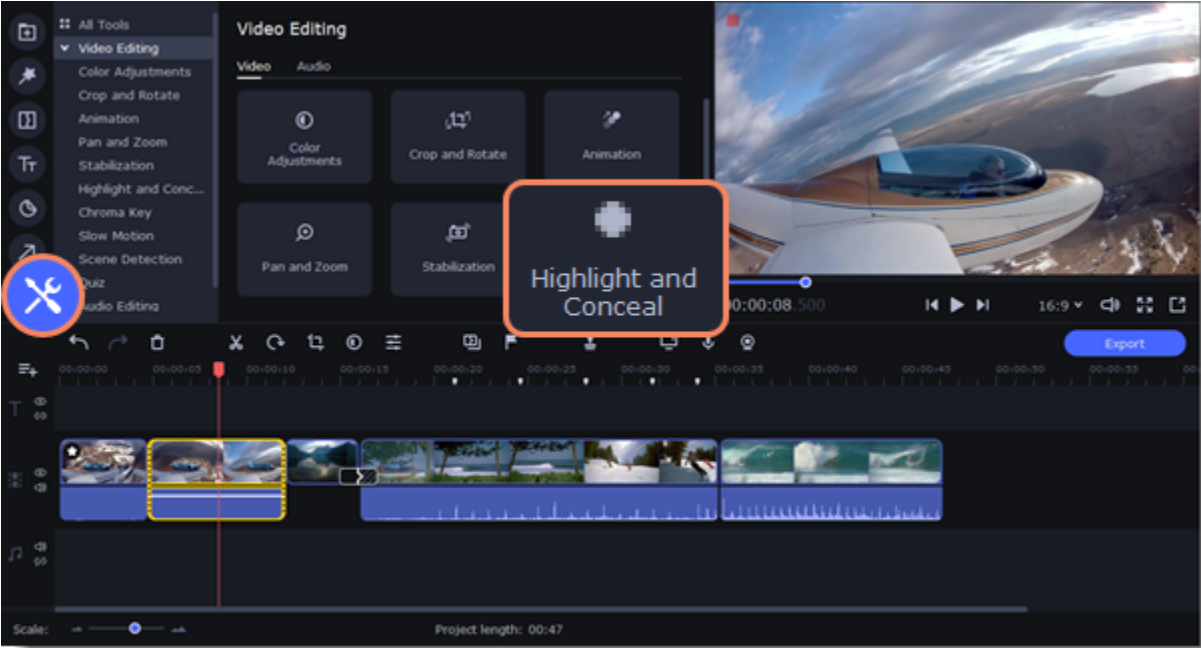 All Tools
Video Editing
Color Adjustments
Crop and Rotate
Animation
Pan and Zoom
Stabilization
Highlight and Conc...
Chroma Key
Slow Motion
Scene Detection
Quiz
Audio Editing
Video Editing
Video Audio
Color
Adjustments
Crop and Rotate
Animation
Pan and Zoom
Stabilization
Highlight and
Conceal
00:00:08.500
16:9
Export
00:00:00 00:00:05 00:00:10 00:00:15 00:00:20 00:00:25 00:00:30 00:00:35 00:00:40 00:00:45 00:00:50 00:00:55
Scale:
Project length: 00:47